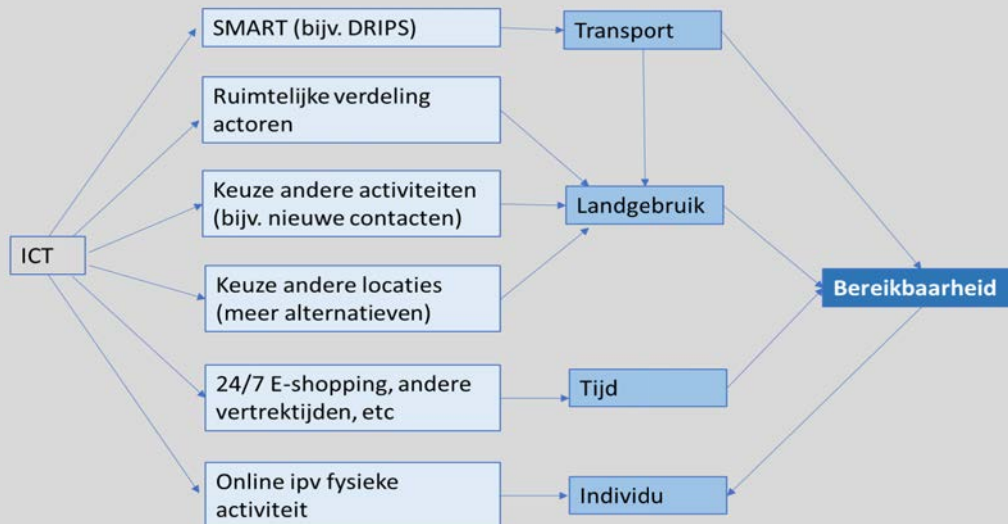 SMART (bijv. DRIPS)
Transport
Ruimtelijke verdeling
actoren
Keuze andere activiteiten
(bijv. nieuwe contacten)
Landgebruik
ICT
Keuze andere locaties
(meer alternatieven)
Bereikbaarheid
24/7 E-shopping, andere
vertrektijden, etc
Tijd
Online ipv fysieke
activiteit
Individu